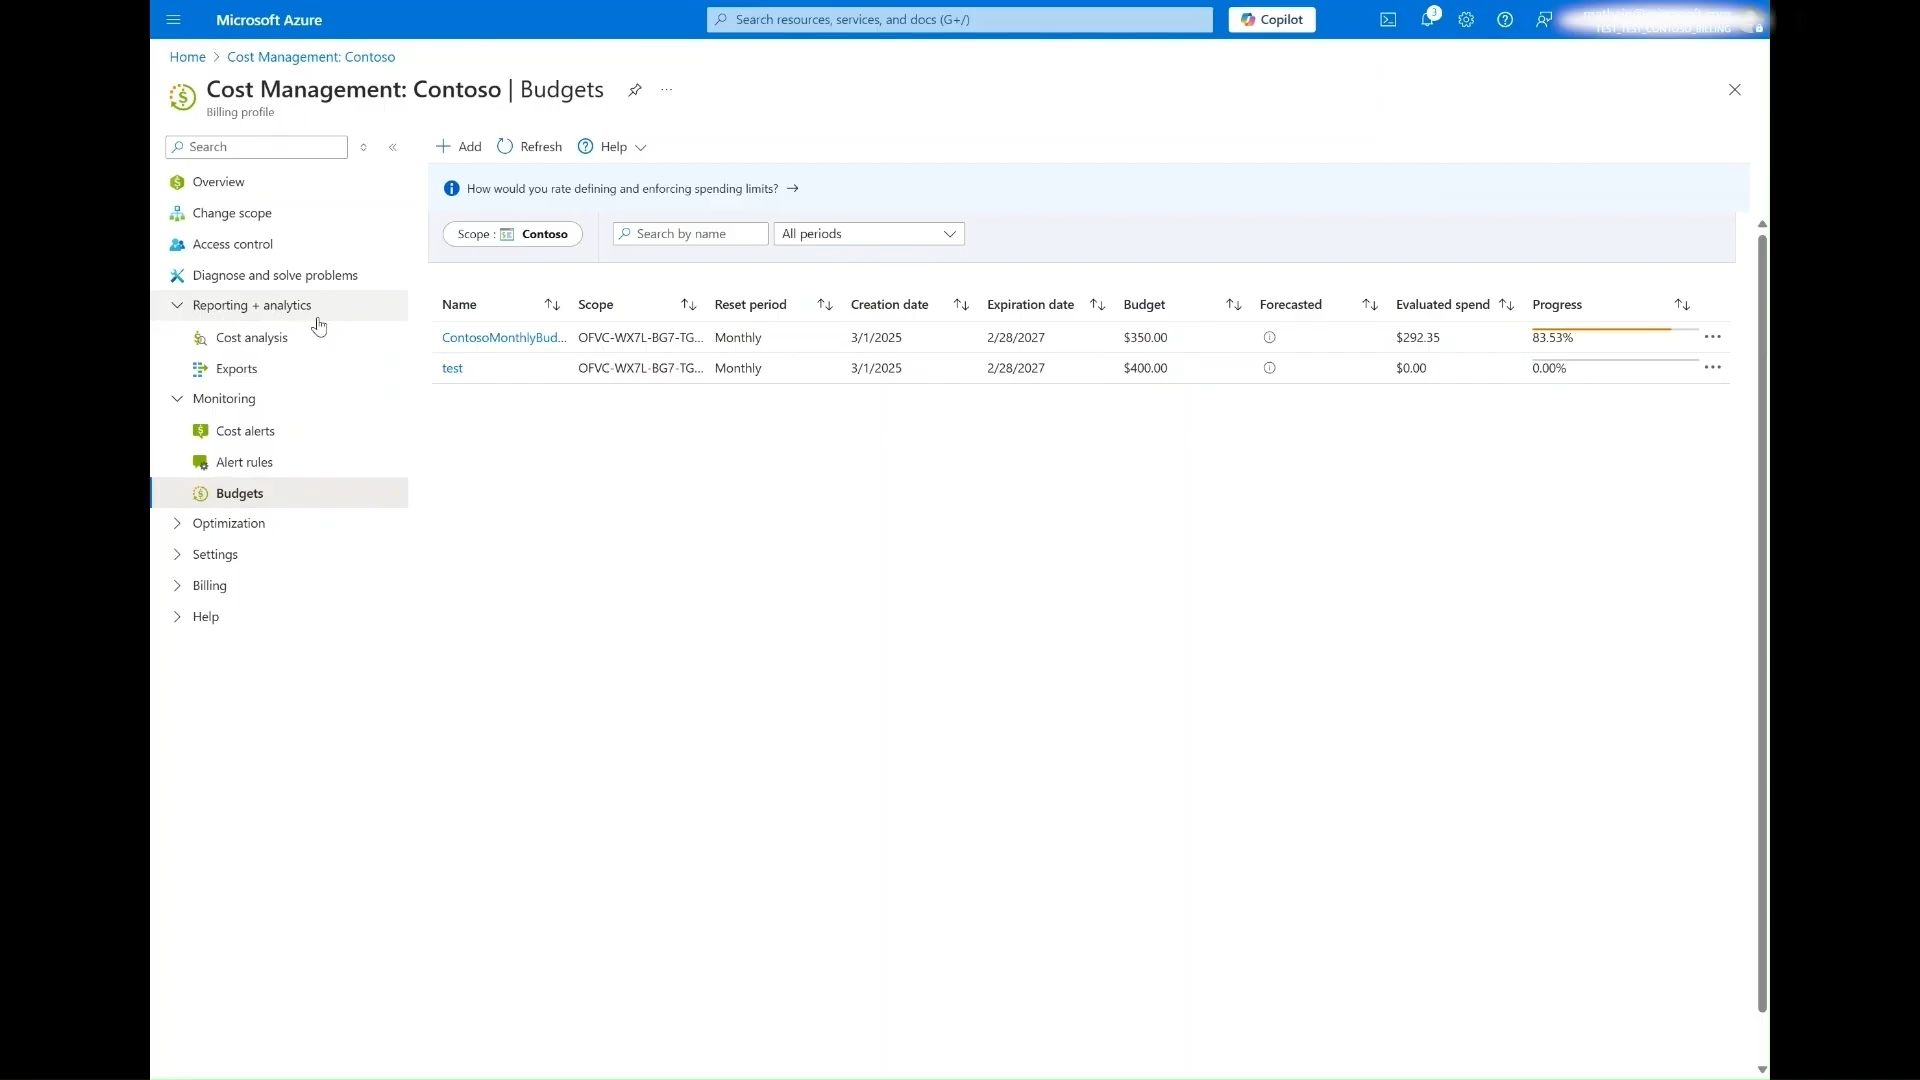 Microsoft Azure
Search resources, services, and docs (G+/)
Copilot
3
TEST_TEST_CONTOSO_BILLING
Home > Cost Management: Contoso
Cost Management: Contoso | Budgets
Billing profile
Search
Add
Refresh
Help
Overview
Change scope
Access control
Diagnose and solve problems
Reporting + analytics
Cost analysis
Exports
Monitoring
Cost alerts
Alert rules
Budgets
Optimization
Settings
Billing
Help
How would you rate defining and enforcing spending limits? →
Scope : Contoso
Search by name
All periods
Name Scope Reset period Creation date Expiration date Budget Forecasted Evaluated spend Progress
ContosoMonthlyBud... OFVC-WX7L-BG7-TG... Monthly 3/1/2025 2/28/2027 $350.00 $292.35 83.53%
test OFVC-WX7L-BG7-TG... Monthly 3/1/2025 2/28/2027 $400.00 $0.00 0.00%